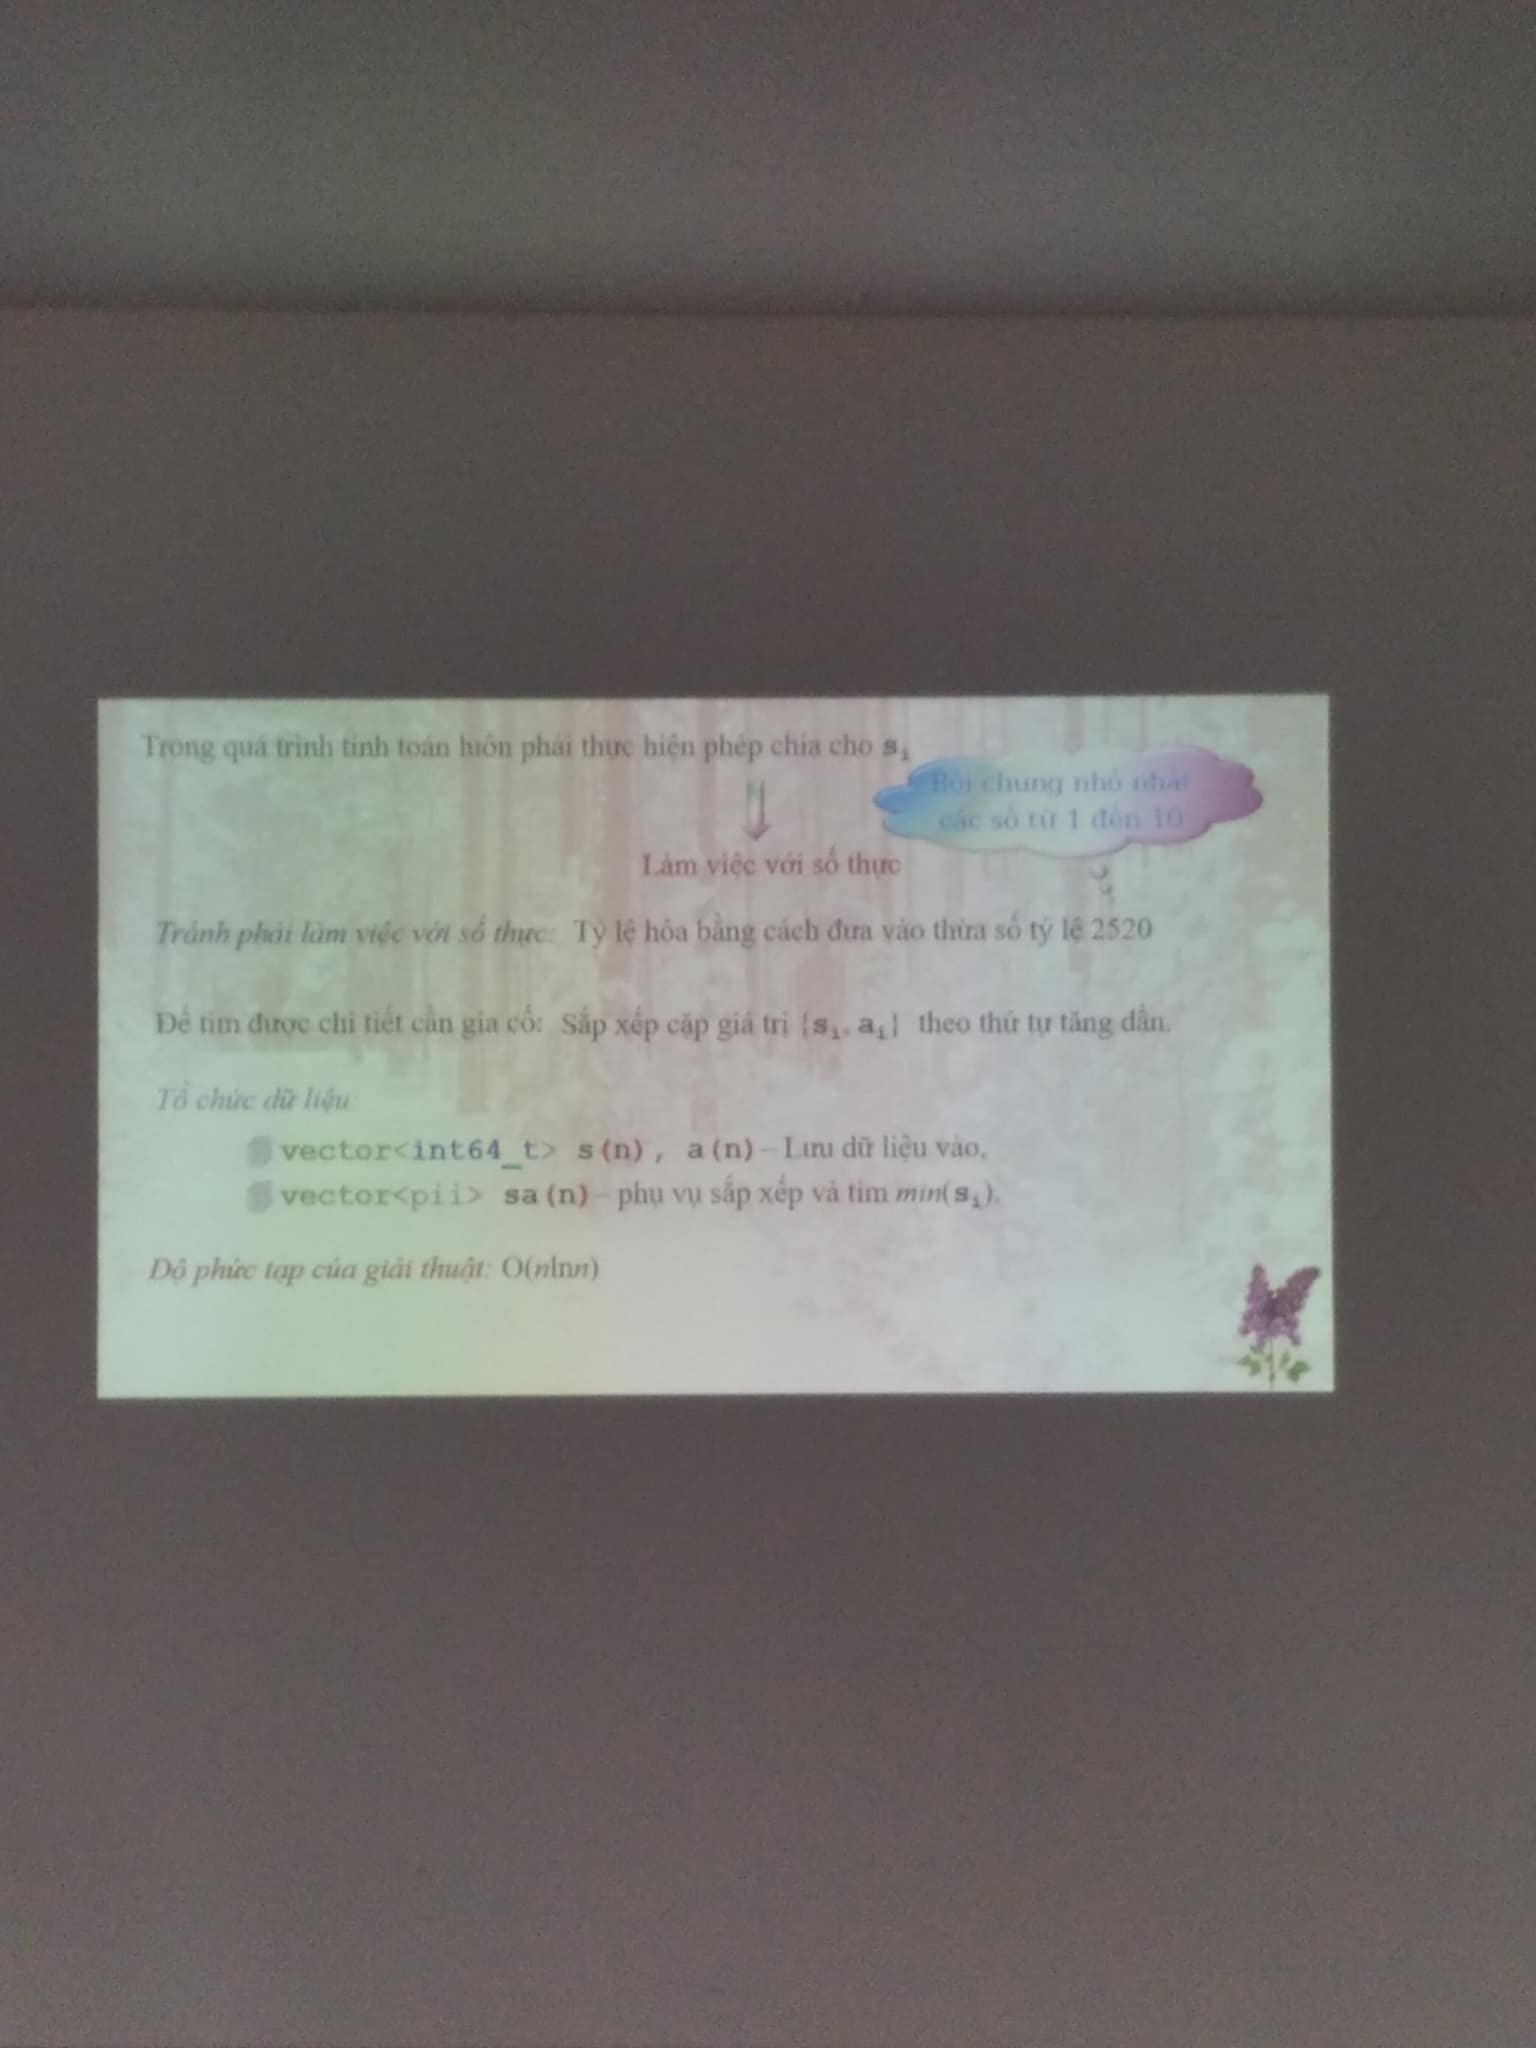 Trong quá trình tính toán luôn phải thực hiện phép chia cho s_i
Bội chung nhỏ nhất
các số từ 1 đến 10
Làm việc với số thực
Tránh phải làm việc với số thực: Tỷ lệ hóa bằng cách đưa vào thừa số tỷ lệ 2520
Để tìm được chi tiết cần gia cố: Sắp xếp cặp giá trị {s_i, a_i} theo thứ tự tăng dần.
Tổ chức dữ liệu:
vector<int64_t> s(n), a(n) – Lưu dữ liệu vào,
vector<pii> sa(n) – phụ vụ sắp xếp và tìm min(s_i).
Độ phức tạp của giải thuật: O(nlnn)